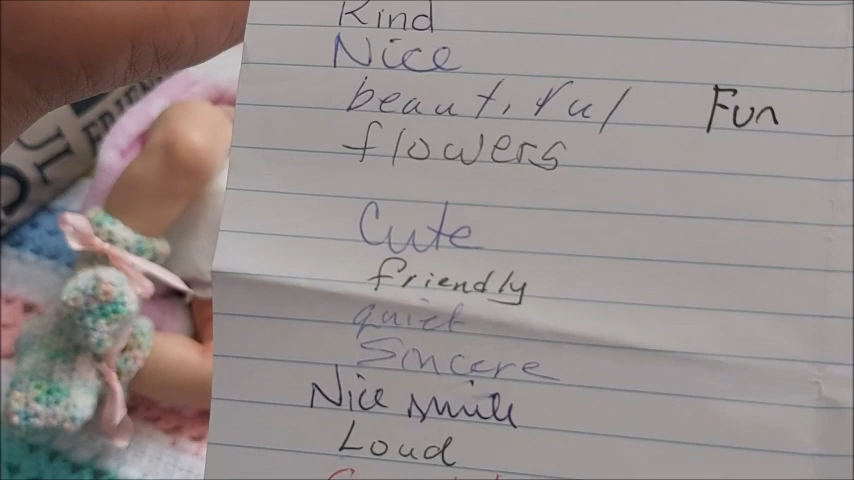 Kind
Nice
beautiful Fun
flowers
Cute
friendly
quiet
Sincere
Nice smile
Loud